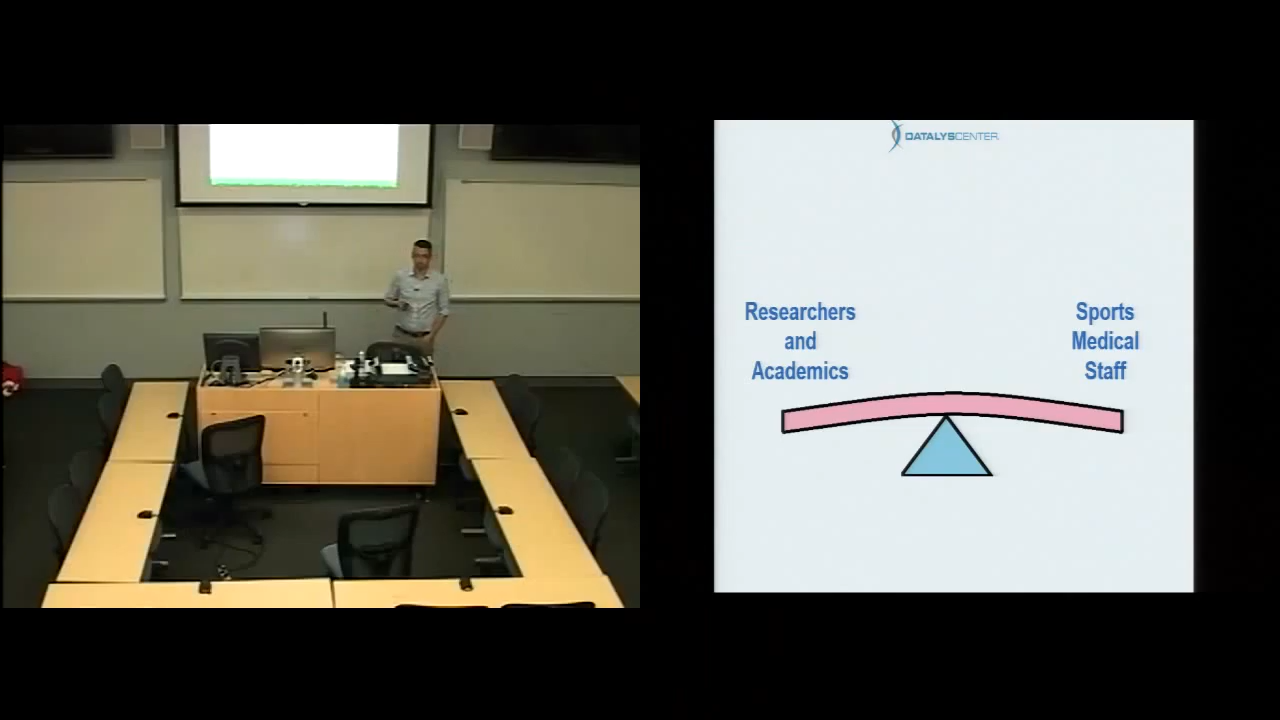 DATALYSCENTER
Researchers
and
Academics
Sports
Medical
Staff